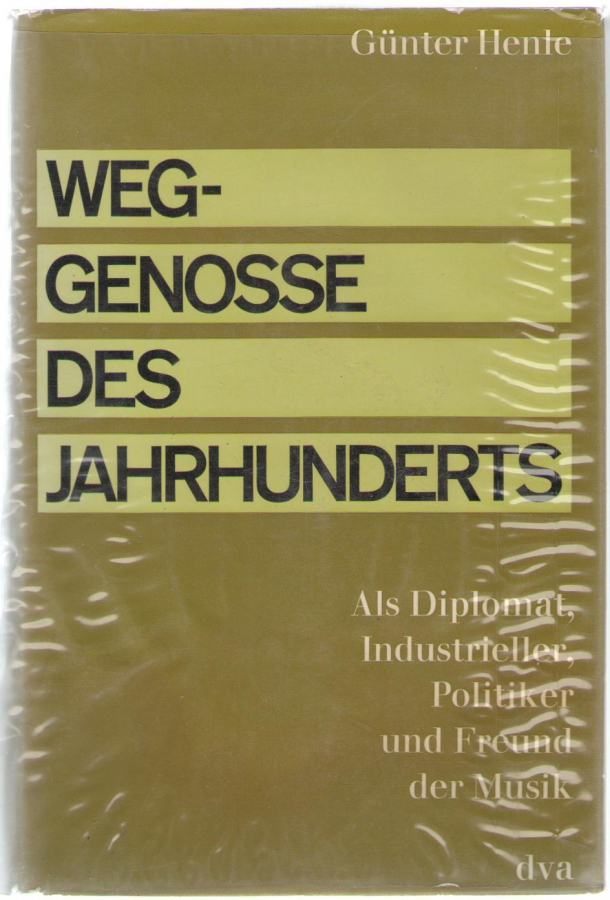 Günter Henle
WEG-
GENOSSE
DES
JAHRHUNDERTS
Als Diplomat,
Industrieller,
Politiker
und Freund
der Musik
dva